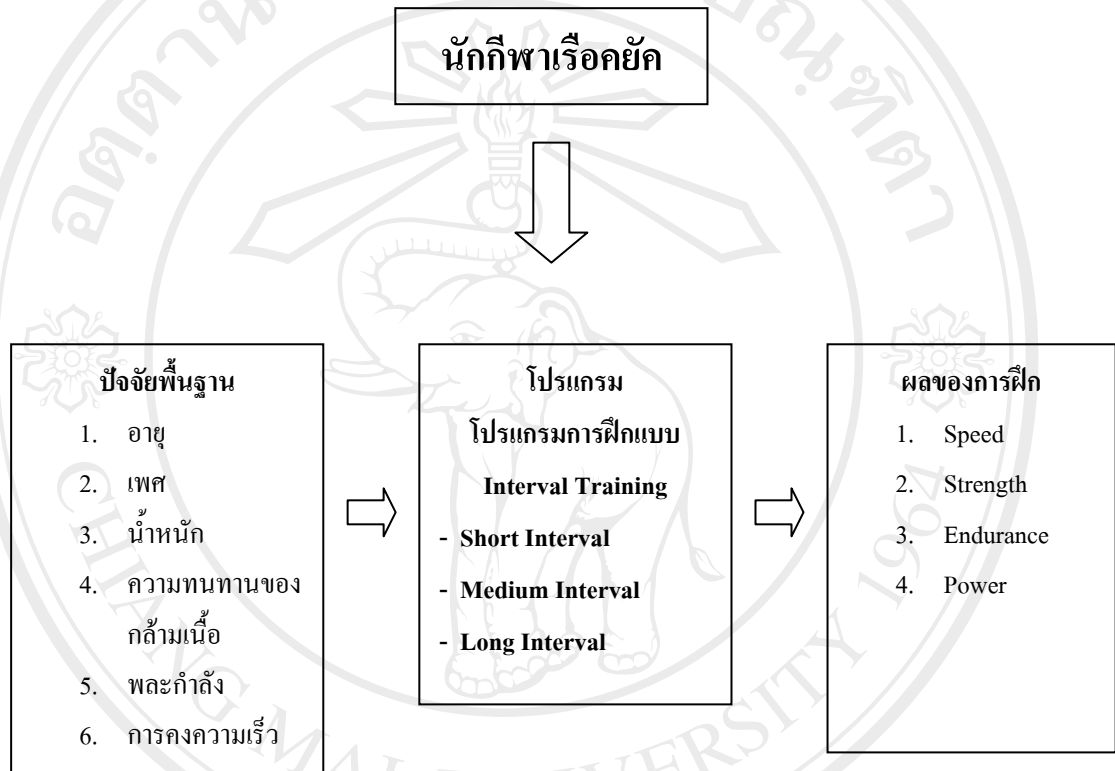 นักกีฬาเรือคยัค
ปัจจัยพื้นฐาน
1. อายุ
2. เพศ
3. น้ำหนัก
4. ความทนทานของ
กล้ามเนื้อ
5. พละกำลัง
6. การคงความเร็ว
โปรแกรม
โปรแกรมการฝึกแบบ
Interval Training
- Short Interval
- Medium Interval
- Long Interval
ผลของการฝึก
1. Speed
2. Strength
3. Endurance
4. Power
CHIANG MAI UNIVERSITY 1964